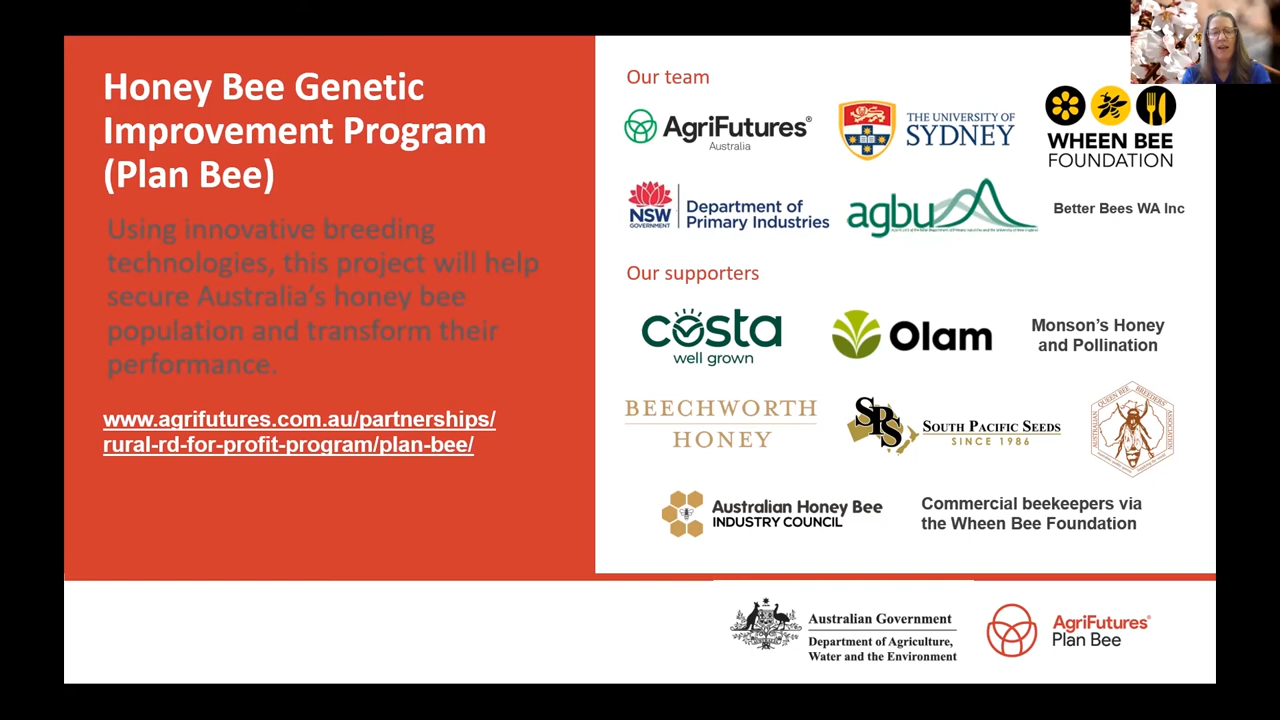 Honey Bee Genetic
Improvement Program
(Plan Bee)
Using innovative breeding
technologies, this project will help
secure Australia's honey bee
population and transform their
performance.
www.agrifutures.com.au/partnerships/
rural-rd-for-profit-program/plan-bee/
Our team
AgriFutures®
Australia
THE UNIVERSITY OF
SYDNEY
WHEEN BEE
FOUNDATION
NSW
GOVERNMENT
Department of
Primary Industries
agbu
Better Bees WA Inc
Our supporters
costa
well grown
Olam
Monson's Honey
and Pollination
BEECHWORTH
HONEY
SPS
SOUTH PACIFIC SEEDS
SINCE 1986
AUSTRALIAN QUEEN BEE BREEDERS ASSOCIATION
Australian Honey Bee
INDUSTRY COUNCIL
Commercial beekeepers via
the Wheen Bee Foundation
Australian Government
Department of Agriculture,
Water and the Environment
AgriFutures®
Plan Bee